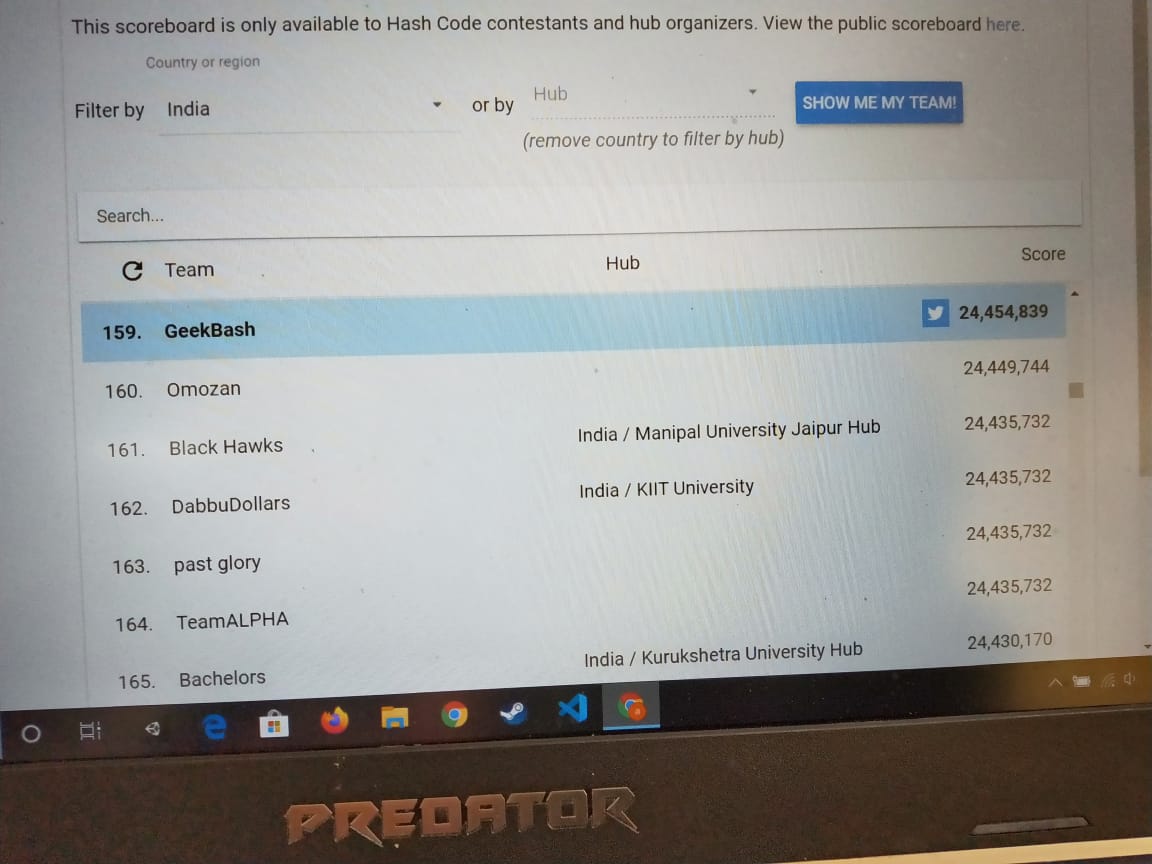 This scoreboard is only available to Hash Code contestants and hub organizers. View the public scoreboard here.
Country or region
Filter by India or by Hub SHOW ME MY TEAM!
(remove country to filter by hub)
Search...
Team Hub Score
159. GeekBash 24,454,839
160. Omozan 24,449,744
161. Black Hawks India / Manipal University Jaipur Hub 24,435,732
162. DabbuDollars India / KIIT University 24,435,732
163. past glory 24,435,732
164. TeamALPHA 24,435,732
165. Bachelors India / Kurukshetra University Hub 24,430,170
PREDATOR